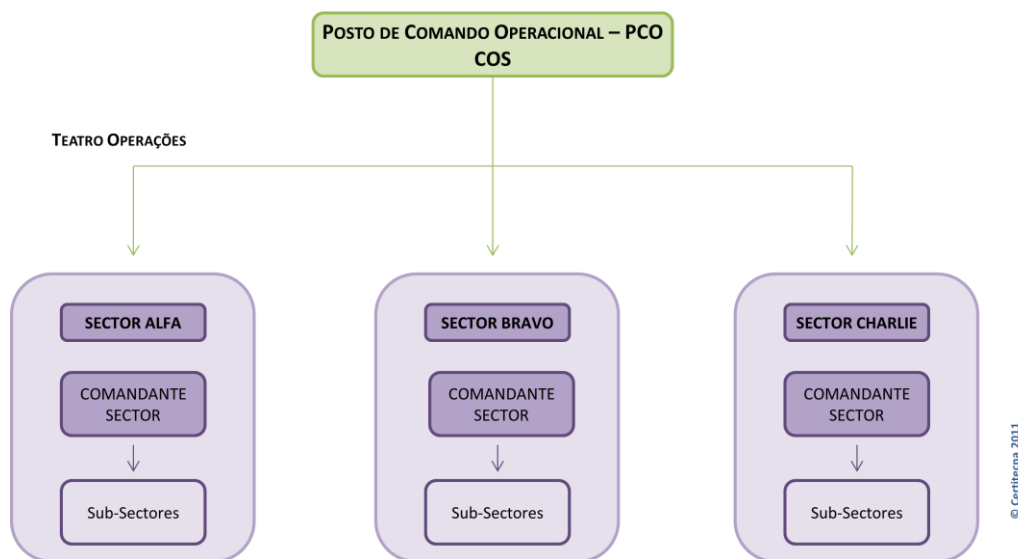 POSTO DE COMANDO OPERACIONAL – PCO
COS
TEATRO OPERAÇÕES
SECTOR ALFA
COMANDANTE
SECTOR
Sub-Sectores
SECTOR BRAVO
COMANDANTE
SECTOR
Sub-Sectores
SECTOR CHARLIE
COMANDANTE
SECTOR
Sub-Sectores
© Certitecna 2011